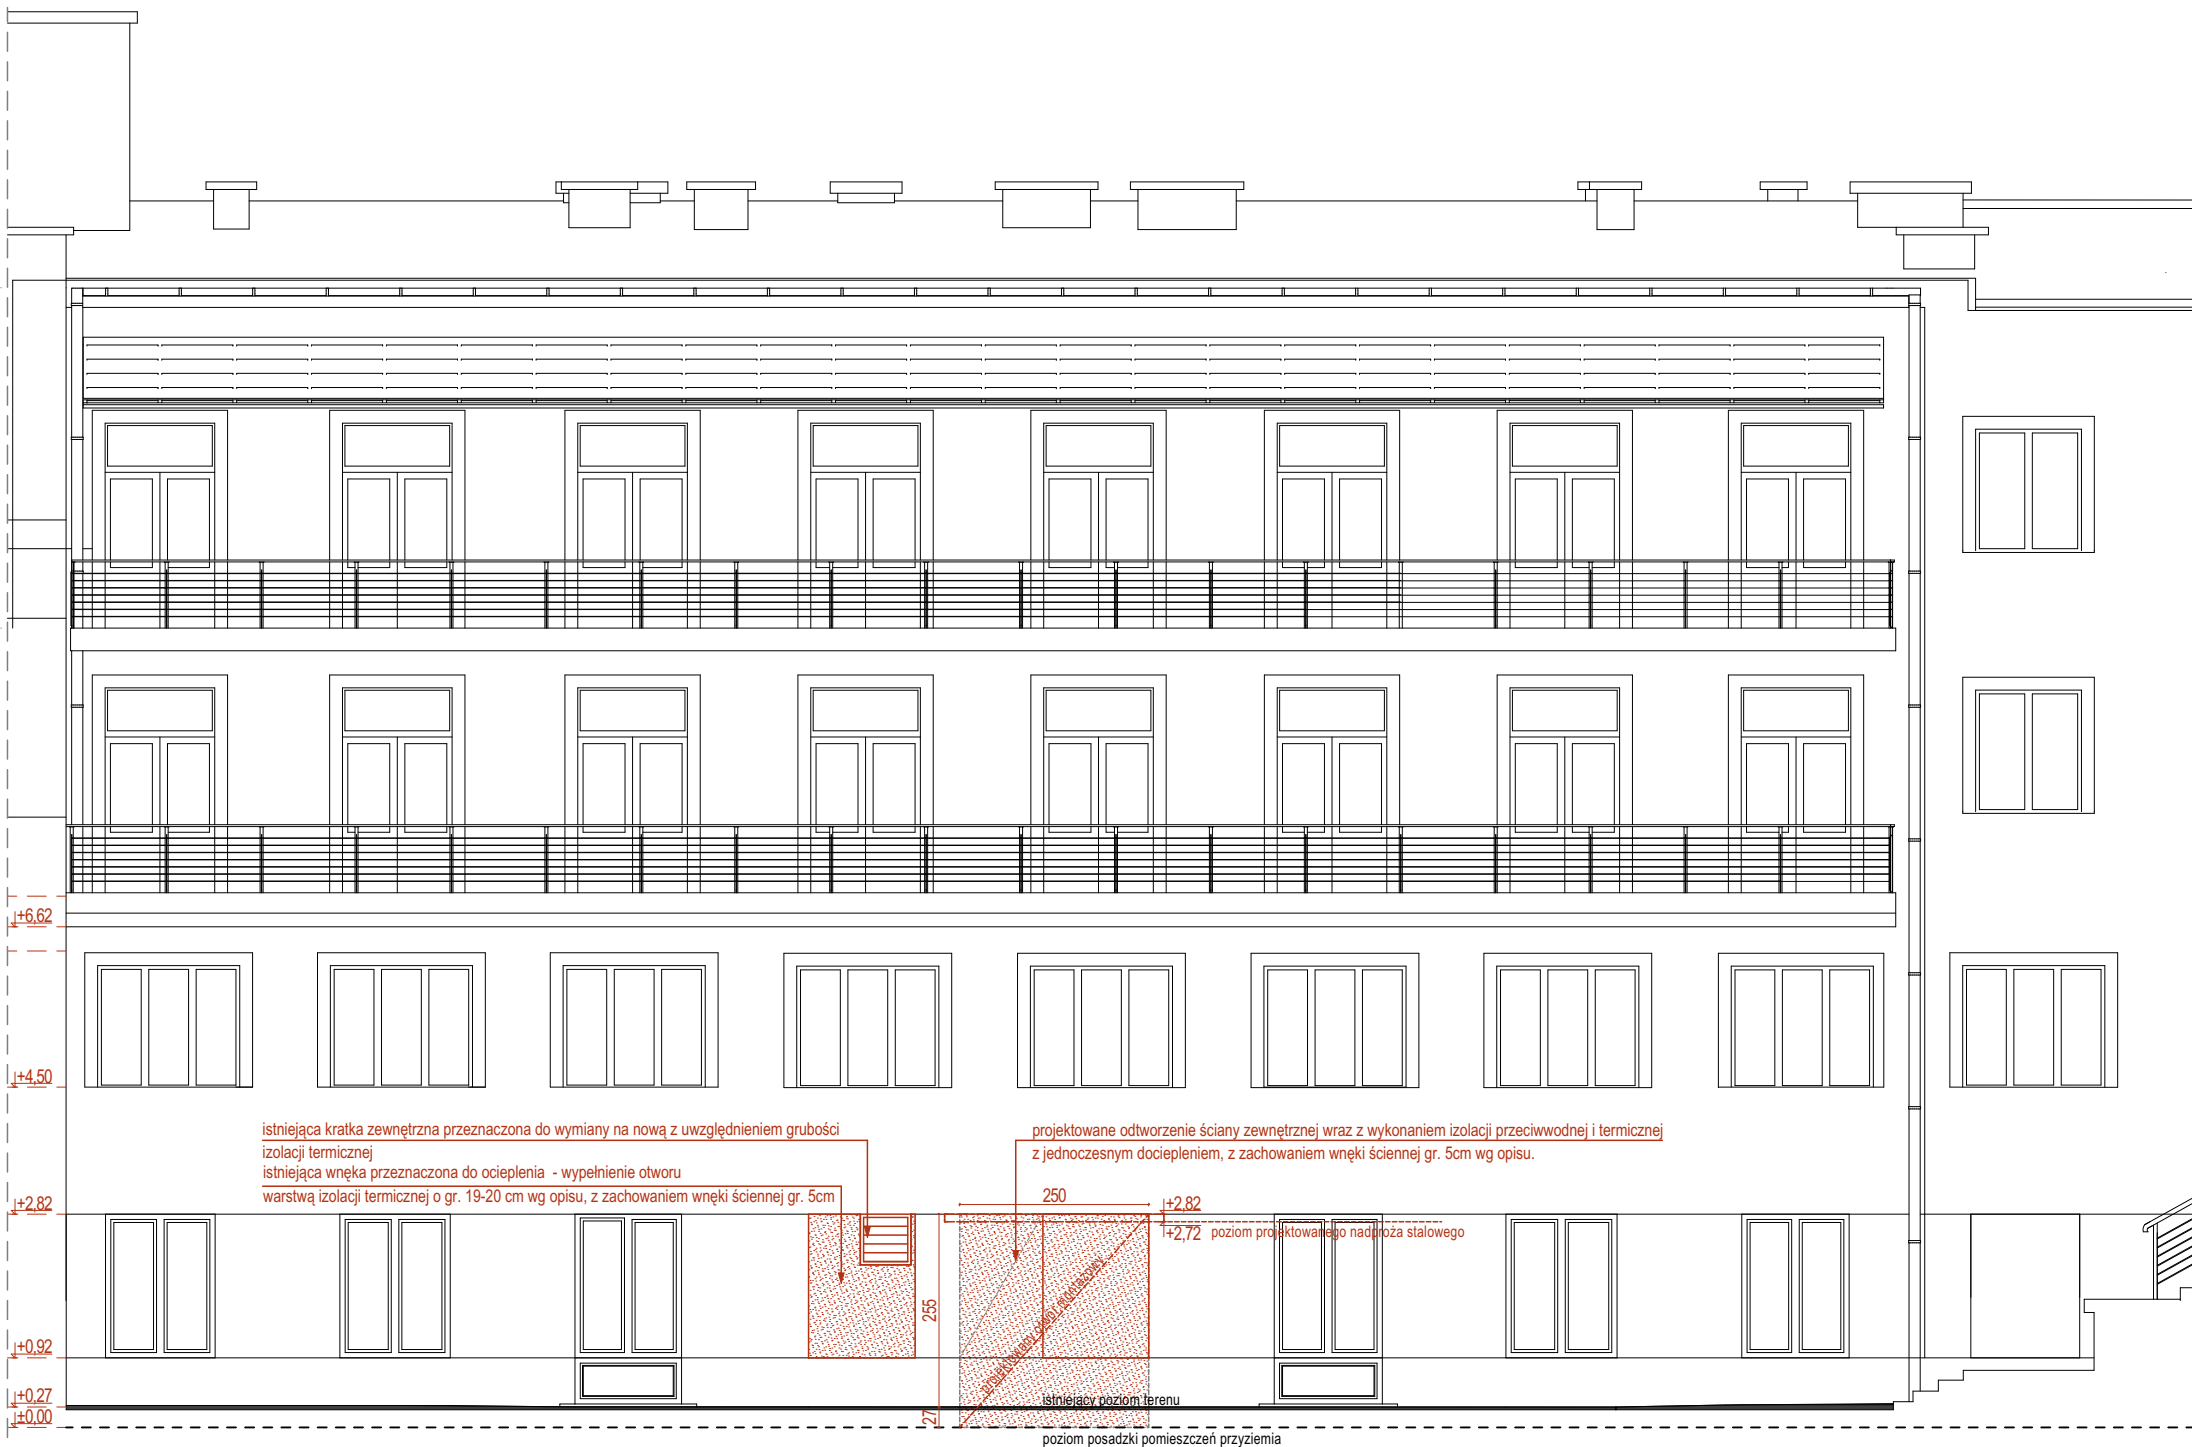 +6,62
+4,50
istniejąca kratka zewnętrzna przeznaczona do wymiany na nową z uwzględnieniem grubości
izolacji termicznej
istniejąca wnęka przeznaczona do ocieplenia - wypełnienie otworu
warstwą izolacji termicznej o gr. 19-20 cm wg opisu, z zachowaniem wnęki ściennej gr. 5cm
projektowane odtworzenie ściany zewnętrznej wraz z wykonaniem izolacji przeciwwodnej i termicznej
z jednoczesnym dociepleniem, z zachowaniem wnęki ściennej gr. 5cm wg opisu.
+2,82
250
+2,82
+2,72
poziom projektowanego nadproża stalowego
255
projektowany otwór montażowy
+0,92
+0,27
+0,00
27
istniejący poziom terenu
poziom posadzki pomieszczeń przyziemia